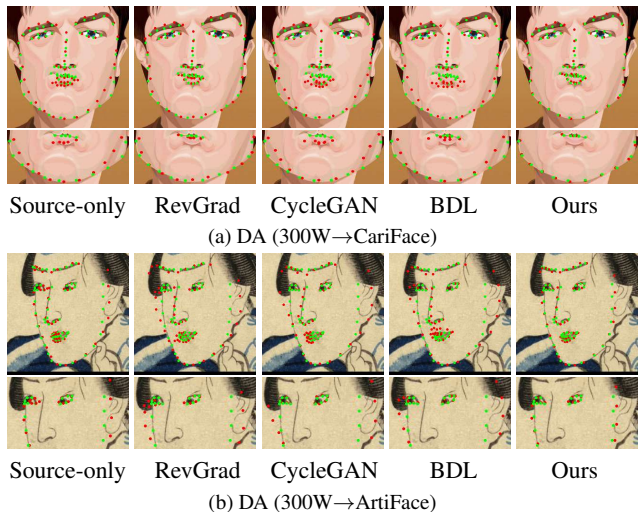 Source-only RevGrad CycleGAN BDL Ours
(a) DA (300W→CariFace)
Source-only RevGrad CycleGAN BDL Ours
(b) DA (300W→ArtiFace)